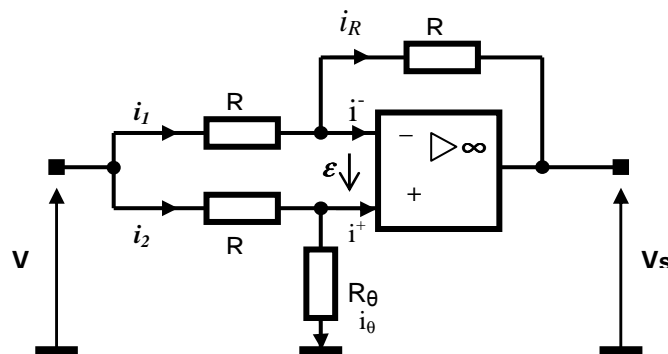 i_R R
i_1 R i^- − ▷ ∞
ε
+
i_2 R i^+
V Vs
R_θ
i_θ